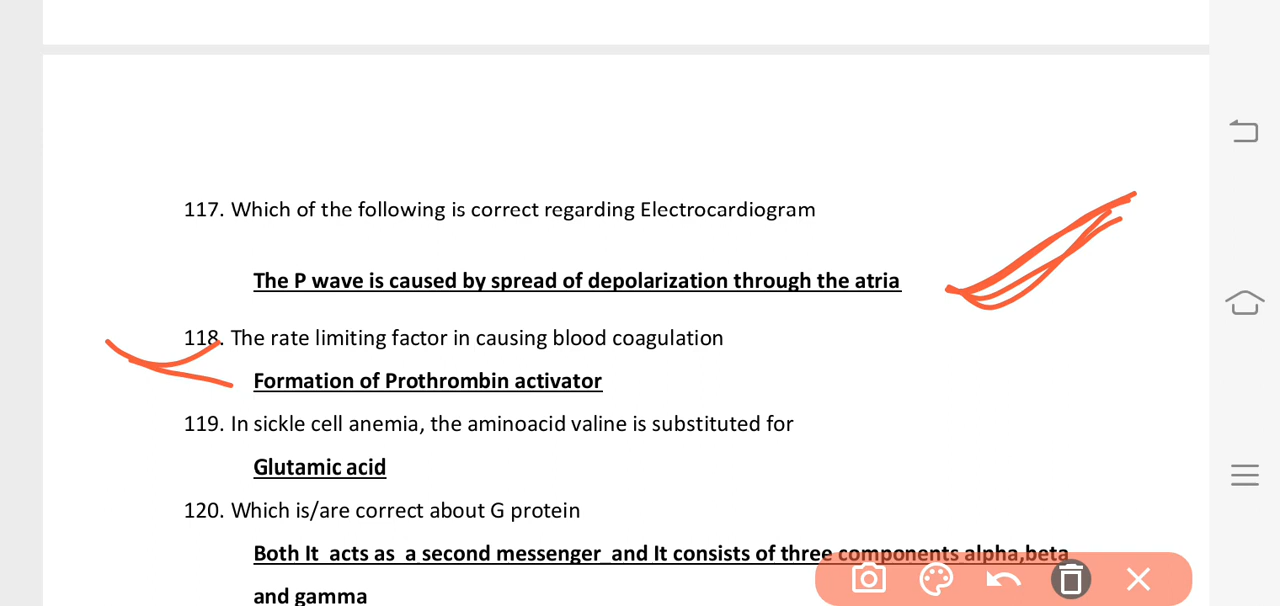 117. Which of the following is correct regarding Electrocardiogram
The P wave is caused by spread of depolarization through the atria
118. The rate limiting factor in causing blood coagulation
Formation of Prothrombin activator
119. In sickle cell anemia, the aminoacid valine is substituted for
Glutamic acid
120. Which is/are correct about G protein
Both It acts as a second messenger and It consists of three components alpha,beta
and gamma